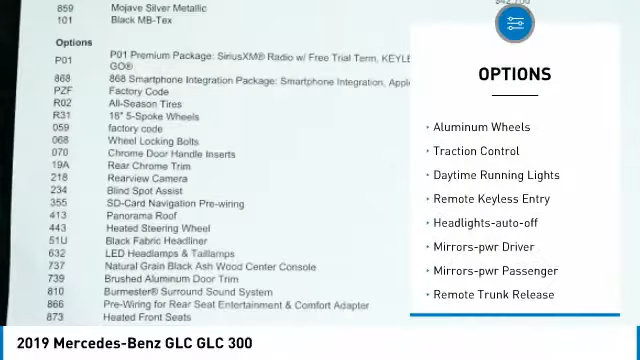 859 Mojave Silver Metallic
101 Black MB-Tex
Options
P01 P01 Premium Package: SiriusXM® Radio w/ Free Trial Term, KEYLE
GO®
868 868 Smartphone Integration Package: Smartphone Integration, Apple
PZF Factory Code
R02 All-Season Tires
R31 18" 5-Spoke Wheels
059 factory code
068 Wheel Locking Bolts
070 Chrome Door Handle Inserts
19A Rear Chrome Trim
218 Rearview Camera
234 Blind Spot Assist
355 SD-Card Navigation Pre-wiring
413 Panorama Roof
443 Heated Steering Wheel
51U Black Fabric Headliner
632 LED Headlamps & Taillamps
737 Natural Grain Black Ash Wood Center Console
739 Brushed Aluminum Door Trim
810 Burmester® Surround Sound System
866 Pre-Wiring for Rear Seat Entertainment & Comfort Adapter
873 Heated Front Seats
OPTIONS
· Aluminum Wheels
· Traction Control
· Daytime Running Lights
· Remote Keyless Entry
· Headlights-auto-off
· Mirrors-pwr Driver
· Mirrors-pwr Passenger
· Remote Trunk Release
2019 Mercedes-Benz GLC GLC 300